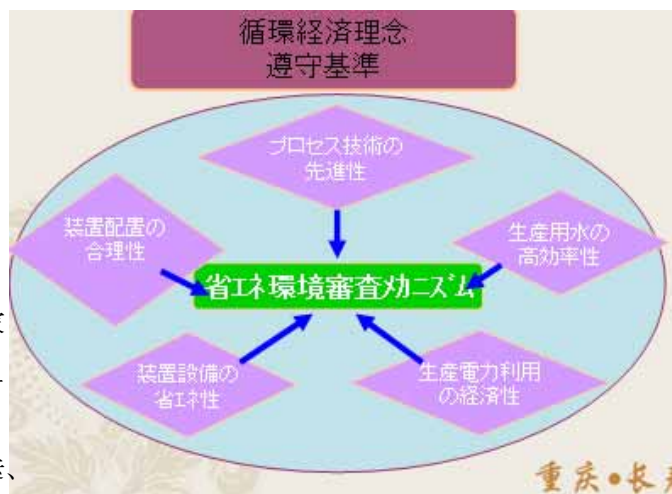 循環経済理念
遵守基準
プロセス技術の
先進性
装置配置の
合理性
生産用水の
高効率性
省エネ環境審査メカニズム
装置設備の
省エネ性
生産電力利用
の経済性
重庆•长